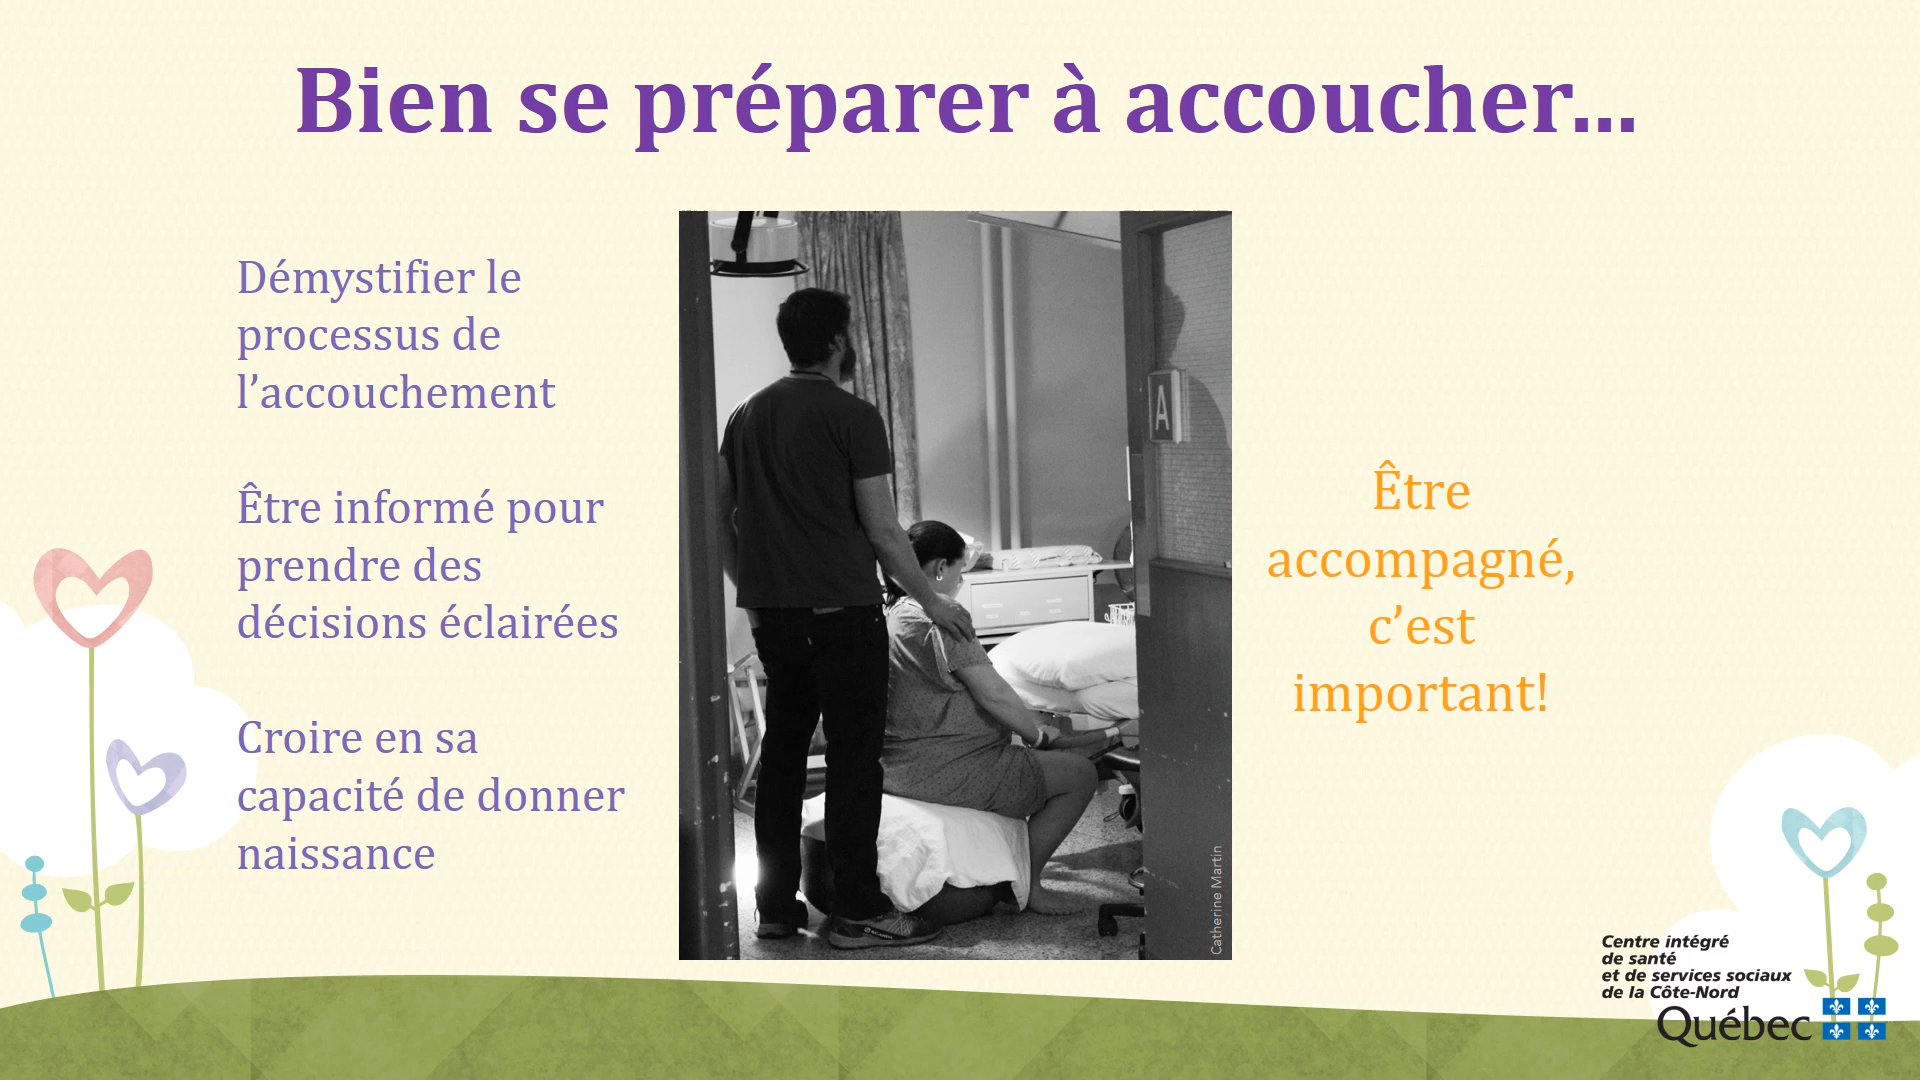 Bien se préparer à accoucher...
Démystifier le
processus de
l’accouchement
Être informé pour
prendre des
décisions éclairées
Croire en sa
capacité de donner
naissance
A
Catherine Martin
Être
accompagné,
c’est
important!
Centre intégré
de santé
et de services sociaux
de la Côte-Nord
Québec